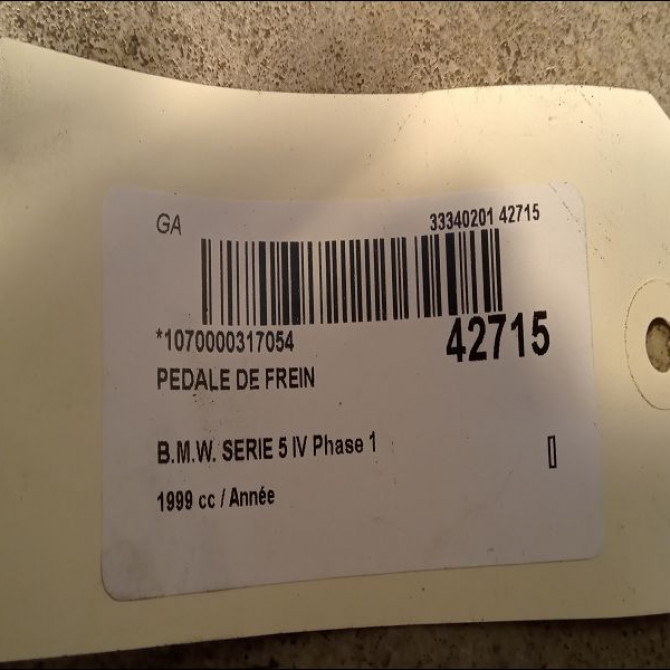 GA 33340201 42715
*1070000317054 42715
PEDALE DE FREIN
B.M.W. SERIE 5 IV Phase 1
1999 cc / Année